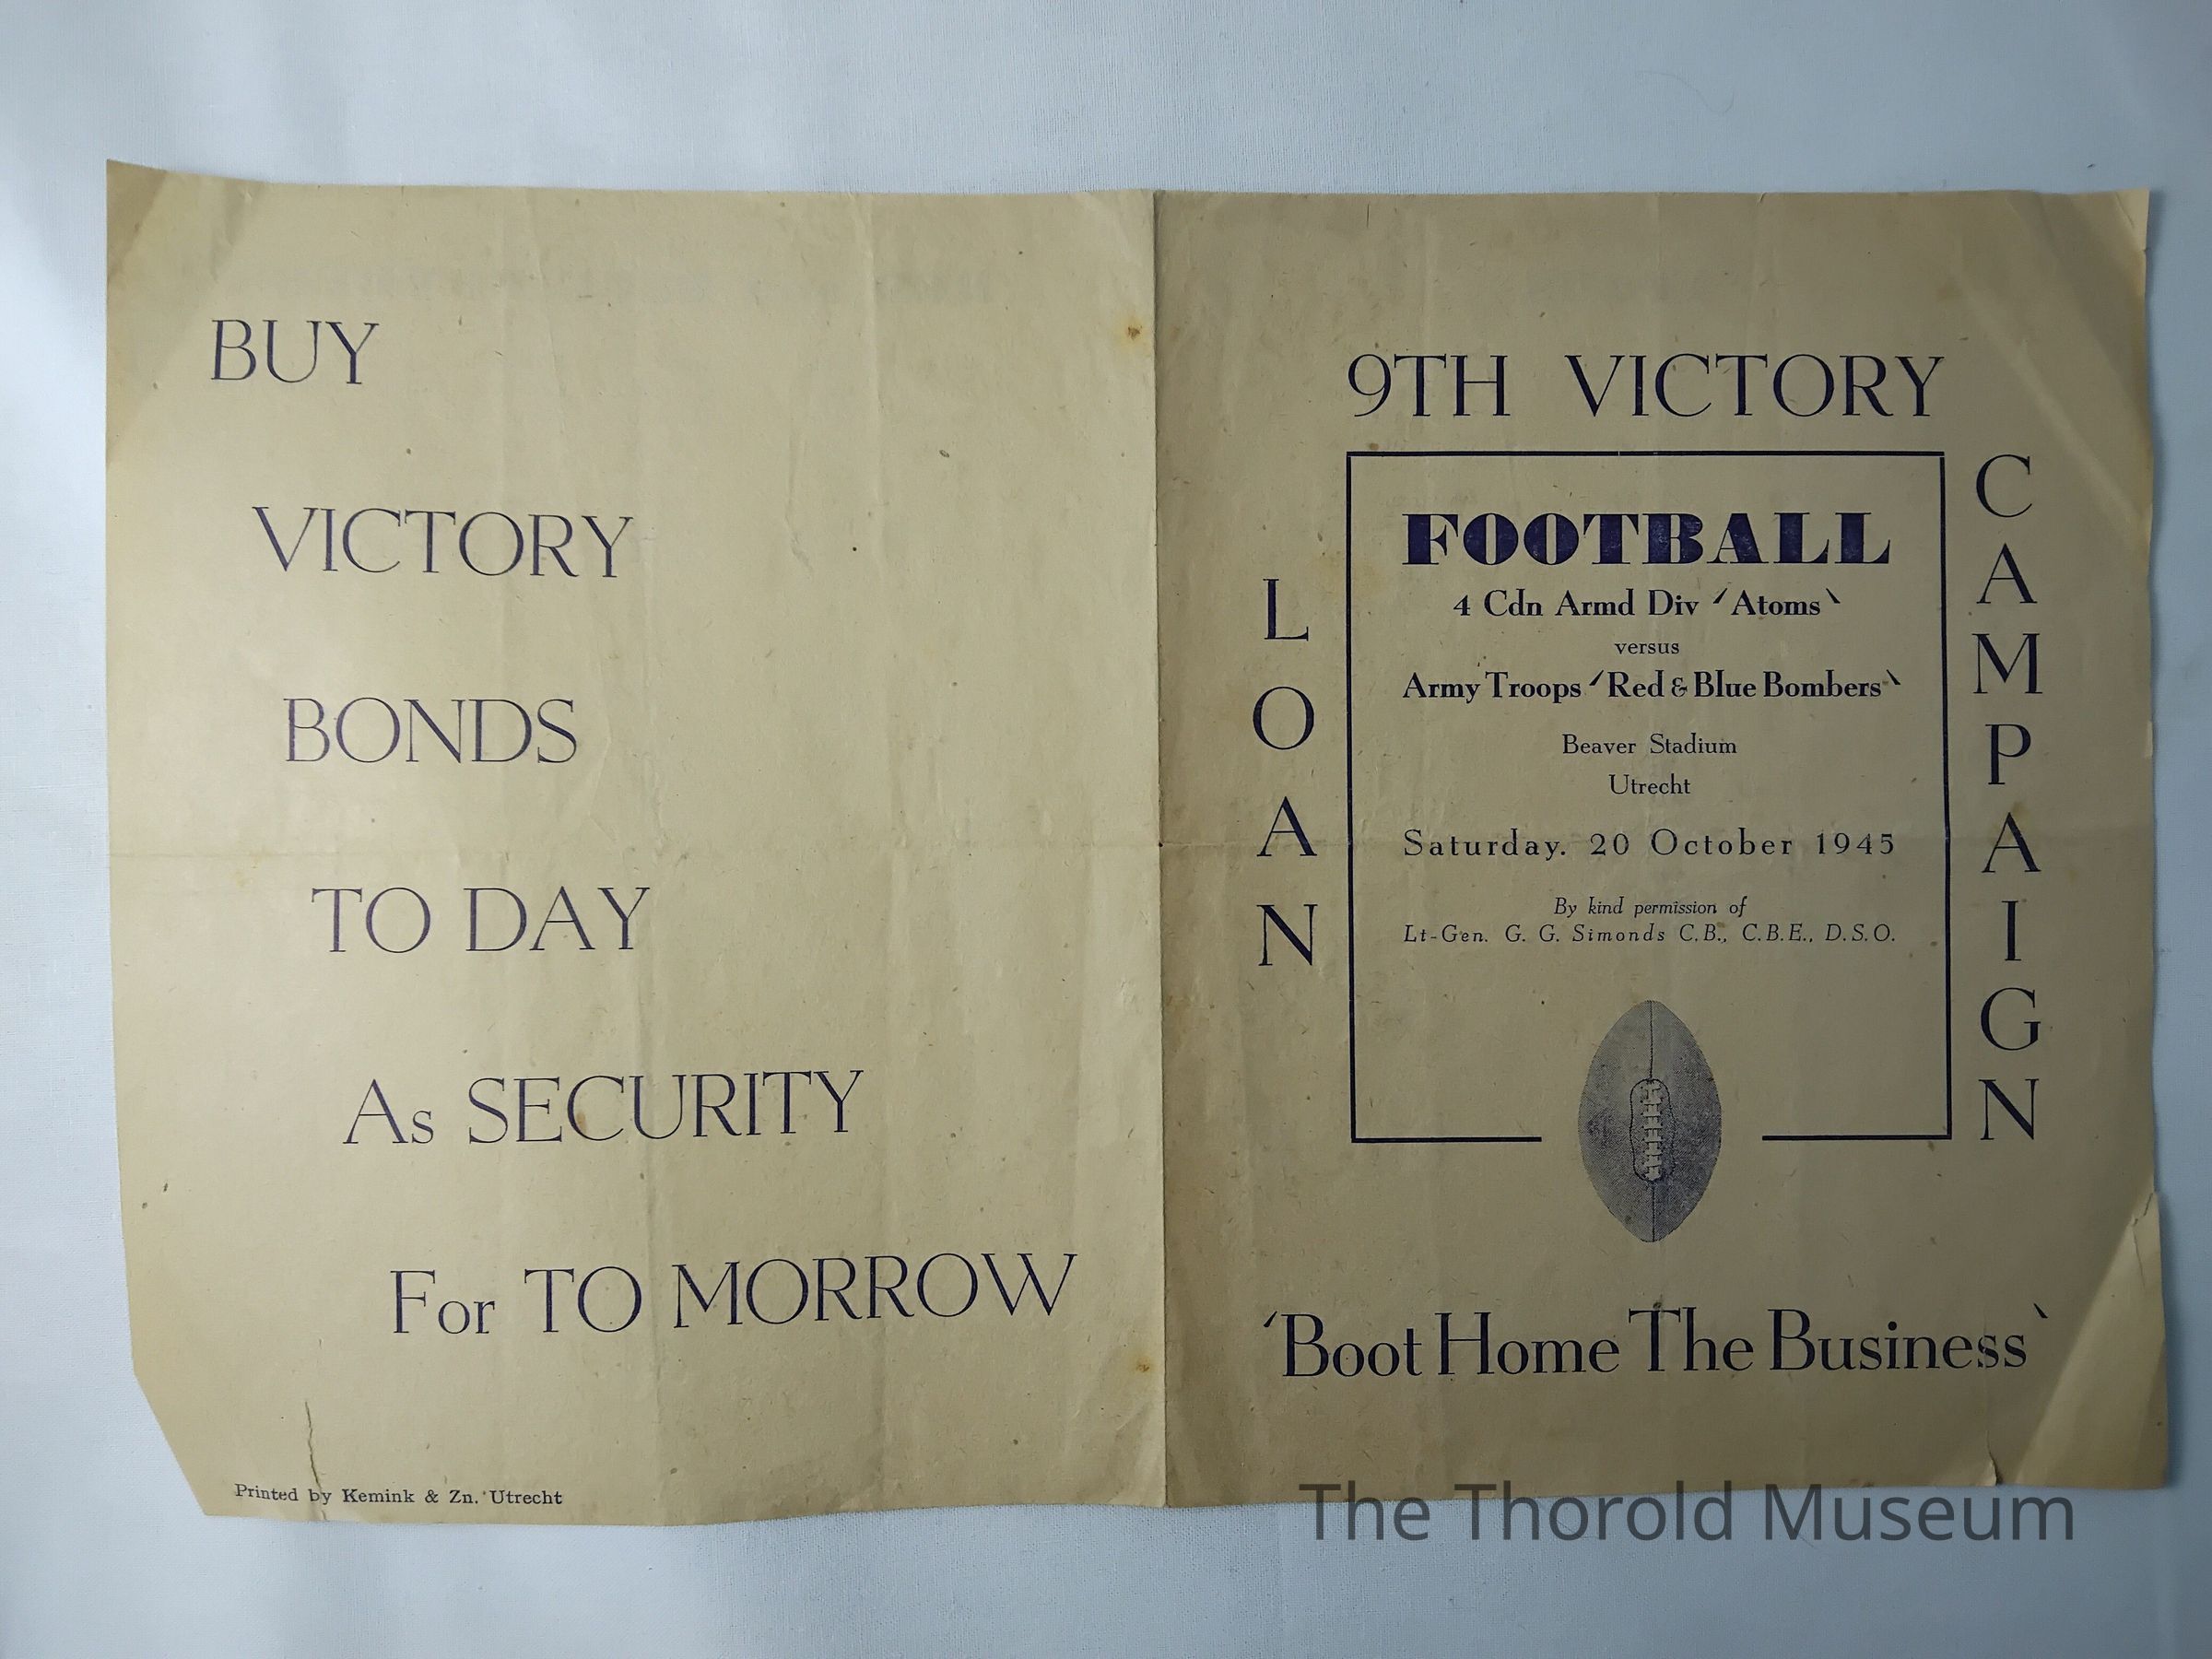 BUY
VICTORY
BONDS
TO DAY
As SECURITY
For TO MORROW
Printed by Kemink & Zn. Utrecht
9TH VICTORY
LOAN
CAMPAIGN
FOOTBALL
4 Cdn Armd Div 'Atoms'
versus
Army Troops 'Red & Blue Bombers'
Beaver Stadium
Utrecht
Saturday. 20 October 1945
By kind permission of
Lt-Gen. G. G. Simonds C.B., C.B.E., D.S.O.
'Boot Home The Business'
The Thorold Museum